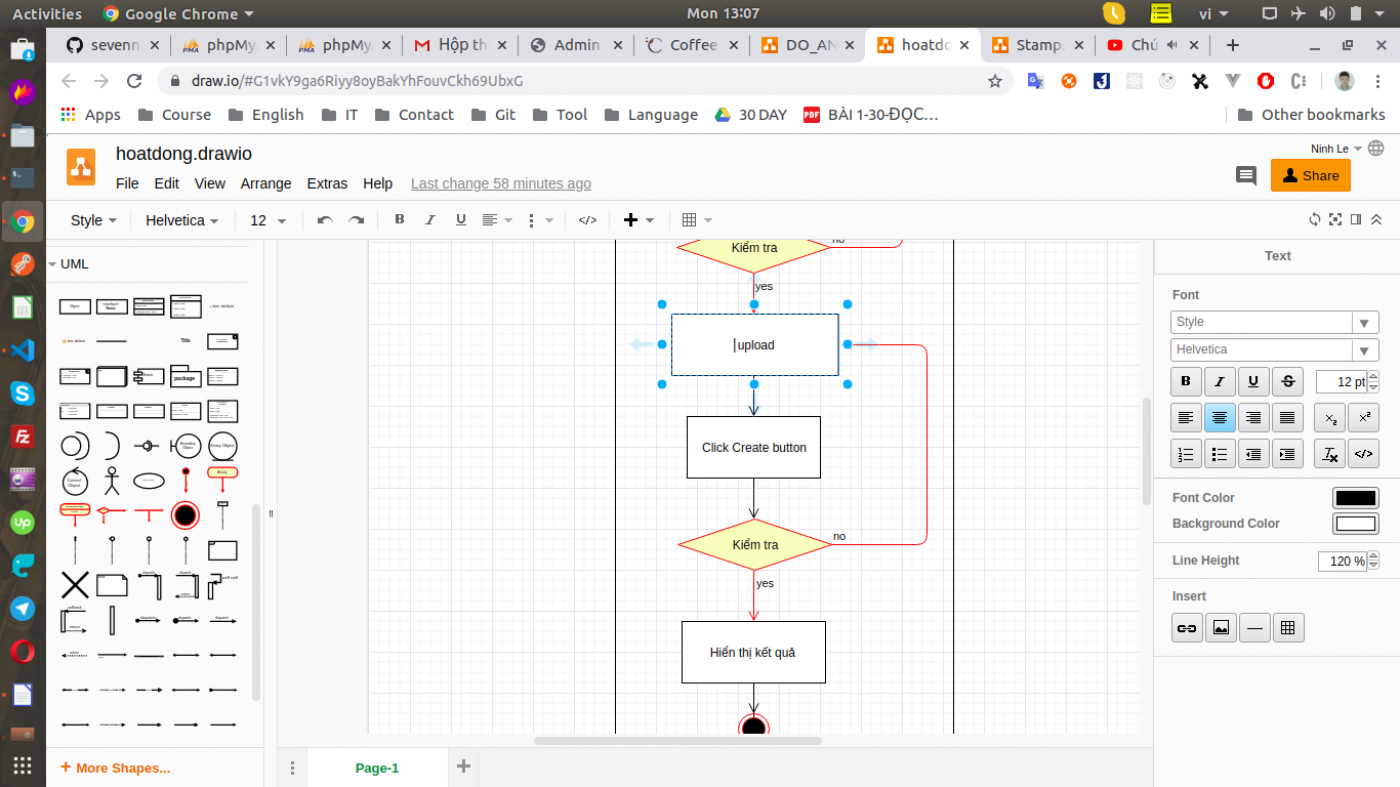 Activities Google Chrome Mon 13:07 vi
sevenn phpMy phpMy Hộp th Admin Coffee DO_AN hoatdo Stamp. Chú
draw.io/#G1vkY9ga6Riyy8oyBakYhFouvCkh69UbxG
Apps Course English IT Contact Git Tool Language 30 DAY BÀI 1-30-ĐỌC... Other bookmarks
hoatdong.drawio
Ninh Le
File Edit View Arrange Extras Help Last change 58 minutes ago
Share
Style Helvetica 12 B I U </>
UML
Text
Font
Style
Helvetica
B I U S 12 pt
Font Color
Background Color
Line Height 120 %
Insert
Title
package
Kiểm tra
no
yes
upload
Click Create button
Kiểm tra
no
yes
Hiển thị kết quả
+ More Shapes...
Page-1